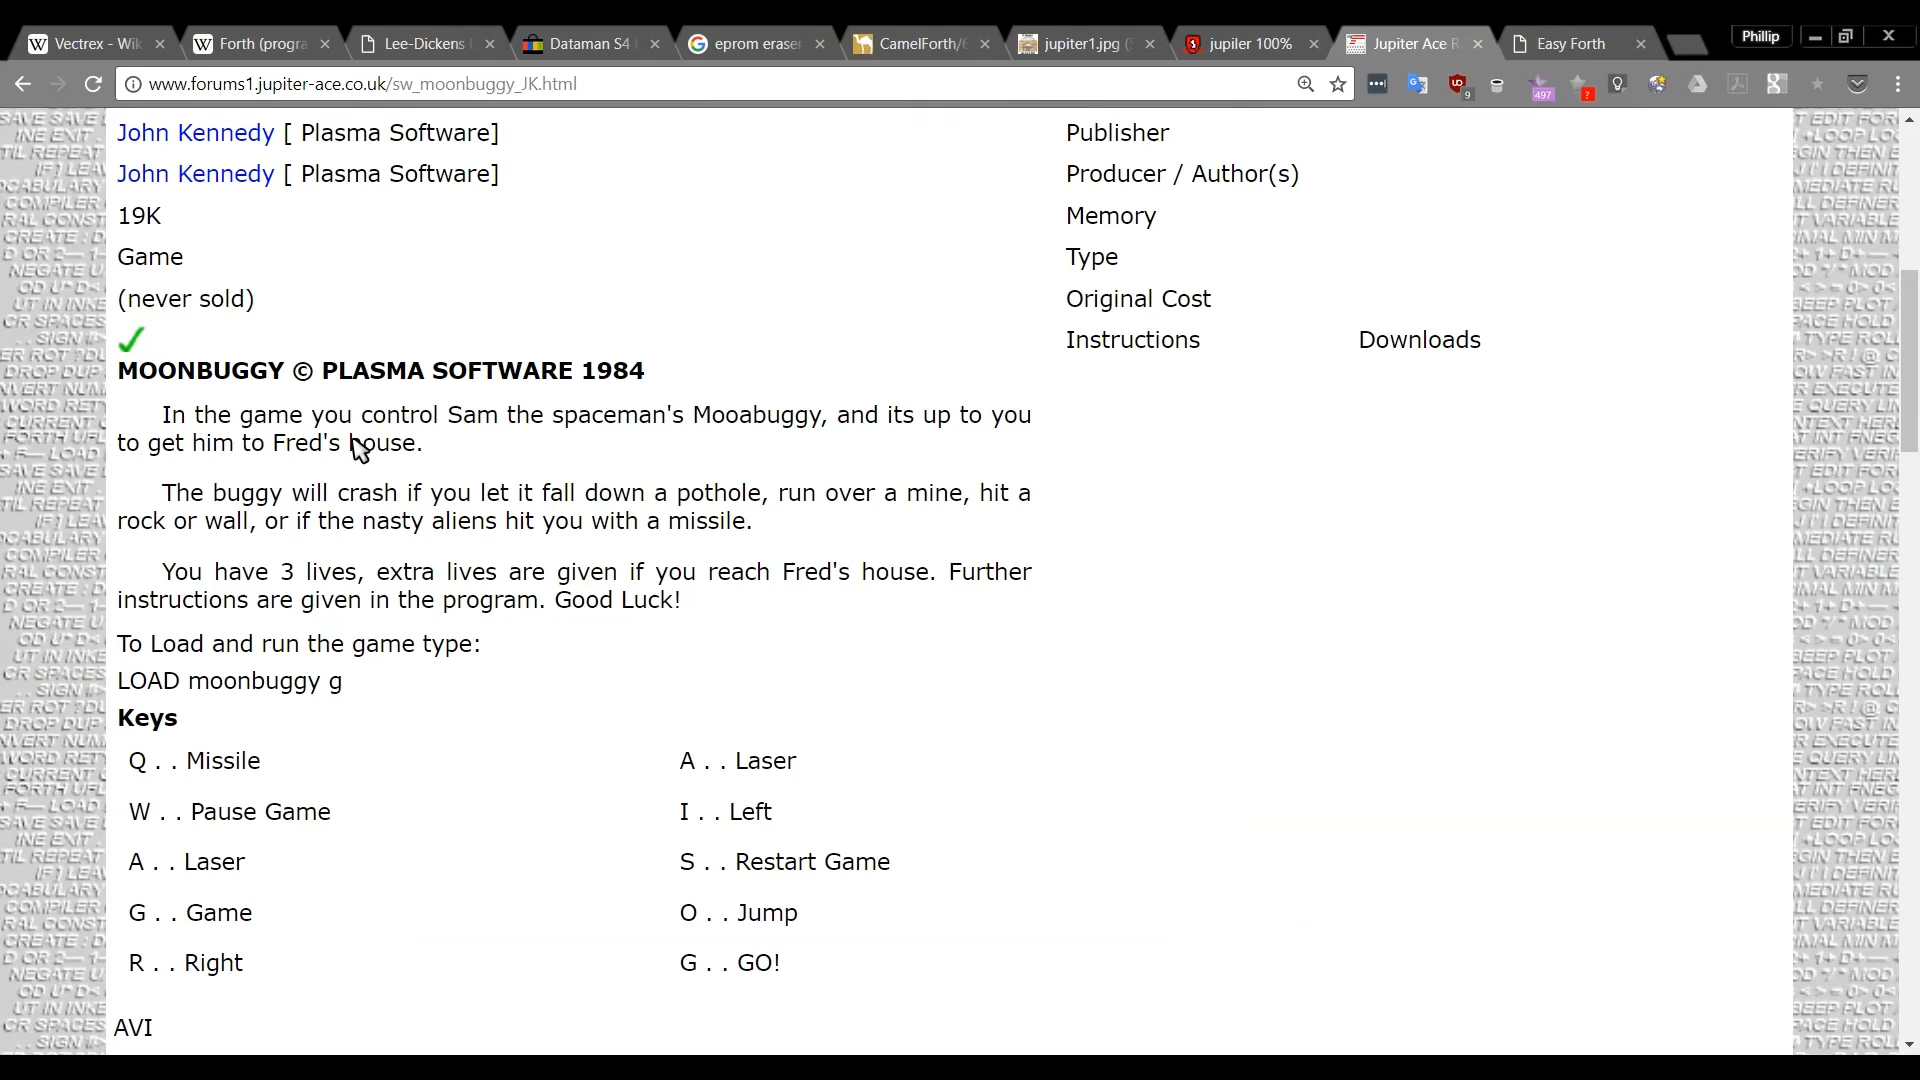 Vectrex - Wik
Forth (progra
Lee-Dickens
Dataman S4
eprom eraser
CamelForth/6
jupiter1.jpg (
jupiler 100%
Jupiter Ace R
Easy Forth
Phillip
www.forums1.jupiter-ace.co.uk/sw_moonbuggy_JK.html
9
497
?
John Kennedy [ Plasma Software]
Publisher
John Kennedy [ Plasma Software]
Producer / Author(s)
19K
Memory
Game
Type
(never sold)
Original Cost
Instructions
Downloads
MOONBUGGY © PLASMA SOFTWARE 1984
In the game you control Sam the spaceman's Mooabuggy, and its up to you
to get him to Fred's house.
The buggy will crash if you let it fall down a pothole, run over a mine, hit a
rock or wall, or if the nasty aliens hit you with a missile.
You have 3 lives, extra lives are given if you reach Fred's house. Further
instructions are given in the program. Good Luck!
To Load and run the game type:
LOAD moonbuggy g
Keys
Q . . Missile
A . . Laser
W . . Pause Game
I . . Left
A . . Laser
S . . Restart Game
G . . Game
O . . Jump
R . . Right
G . . GO!
AVI